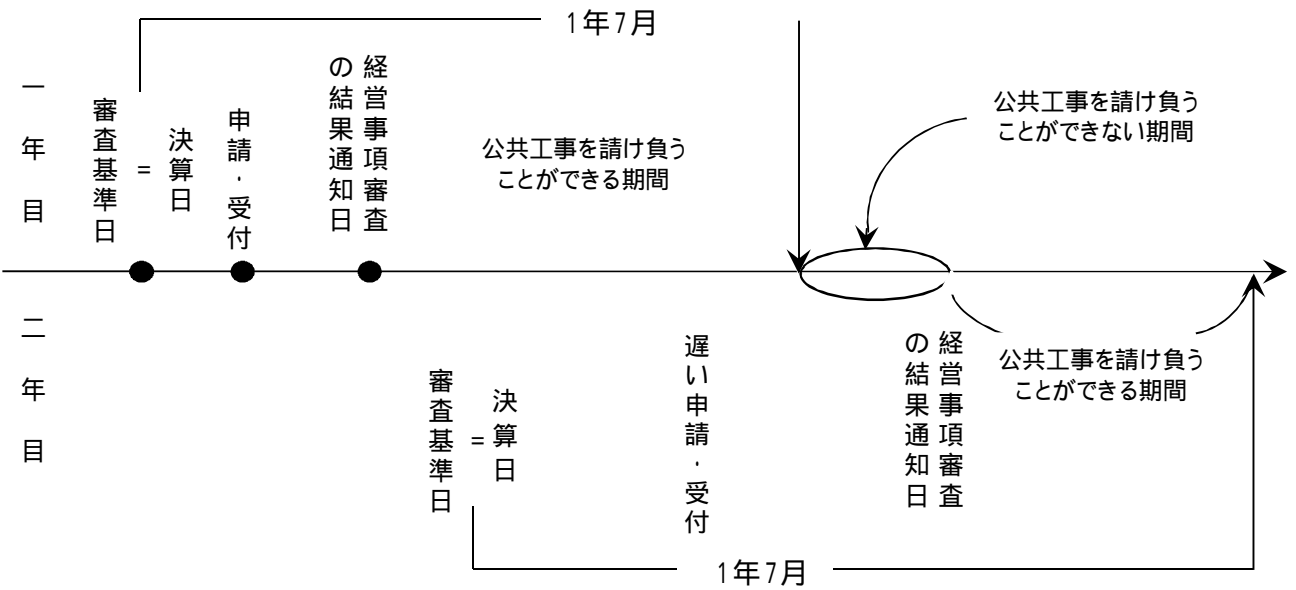 1年7月
一年目
審査基準日
=
決算日
申請・受付
経営事項審査
の結果通知日
公共工事を請け負う
ことができる期間
公共工事を請け負う
ことができない期間
二年目
審査基準日
=
決算日
遅い申請・受付
経営事項審査
の結果通知日
公共工事を請け負う
ことができる期間
1年7月